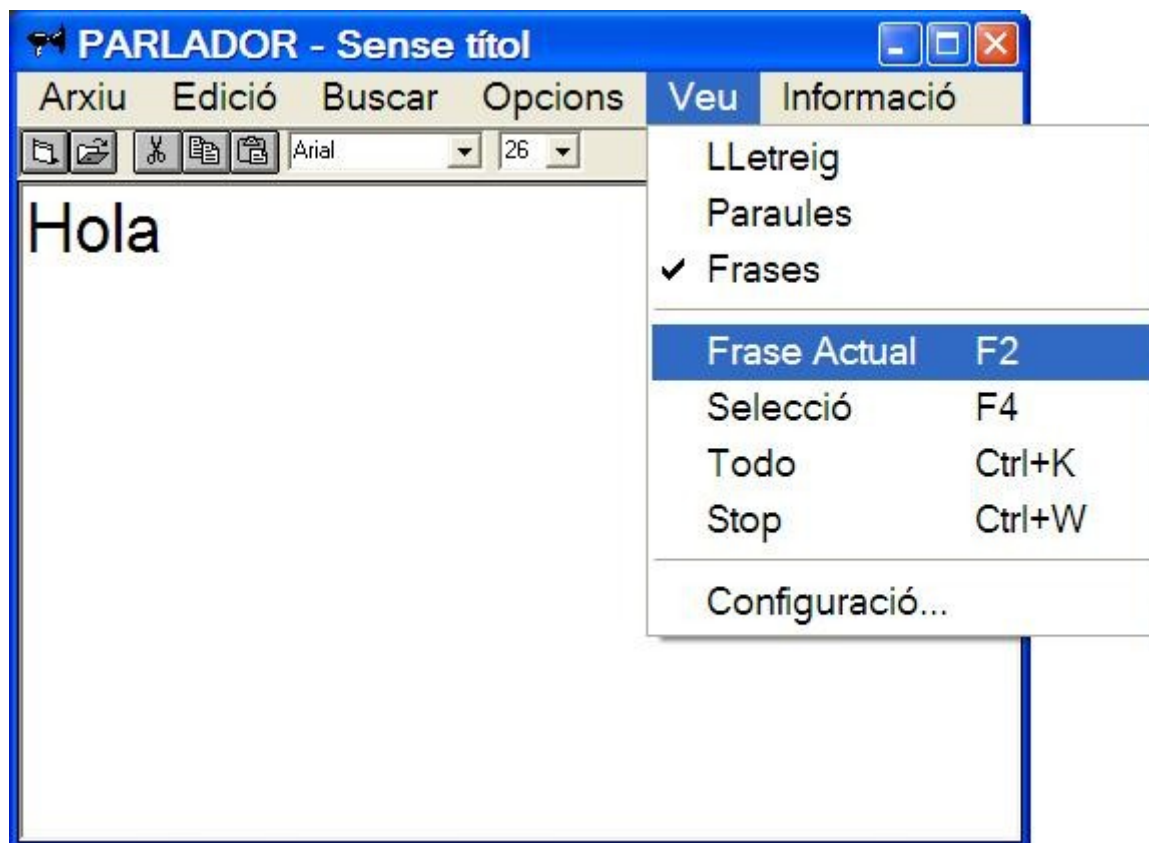 PARLADOR - Sense títol
Arxiu Edició Buscar Opcions Veu Informació
Arial 26
Hola
LLetreig
Paraules
Frases
Frase Actual F2
Selecció F4
Todo Ctrl+K
Stop Ctrl+W
Configuració...